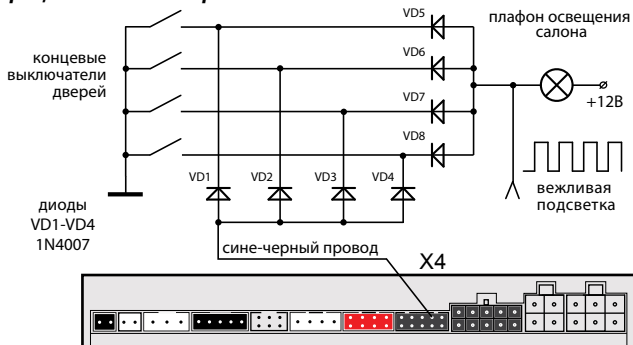 VD5
VD6
VD7
VD8
плафон освещения
салона
+12В
концевые
выключатели
дверей
VD1
VD2
VD3
VD4
вежливая
подсветка
диоды
VD1-VD4
1N4007
сине-черный провод
X4